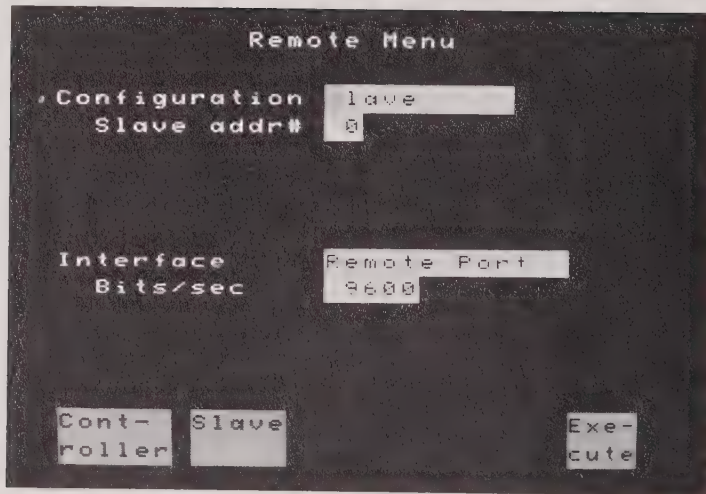 Remote Menu
Configuration lave
Slave addr# 0
Interface Remote Port
Bits/sec 9600
Cont-
roller
Slave
Exe-
cute